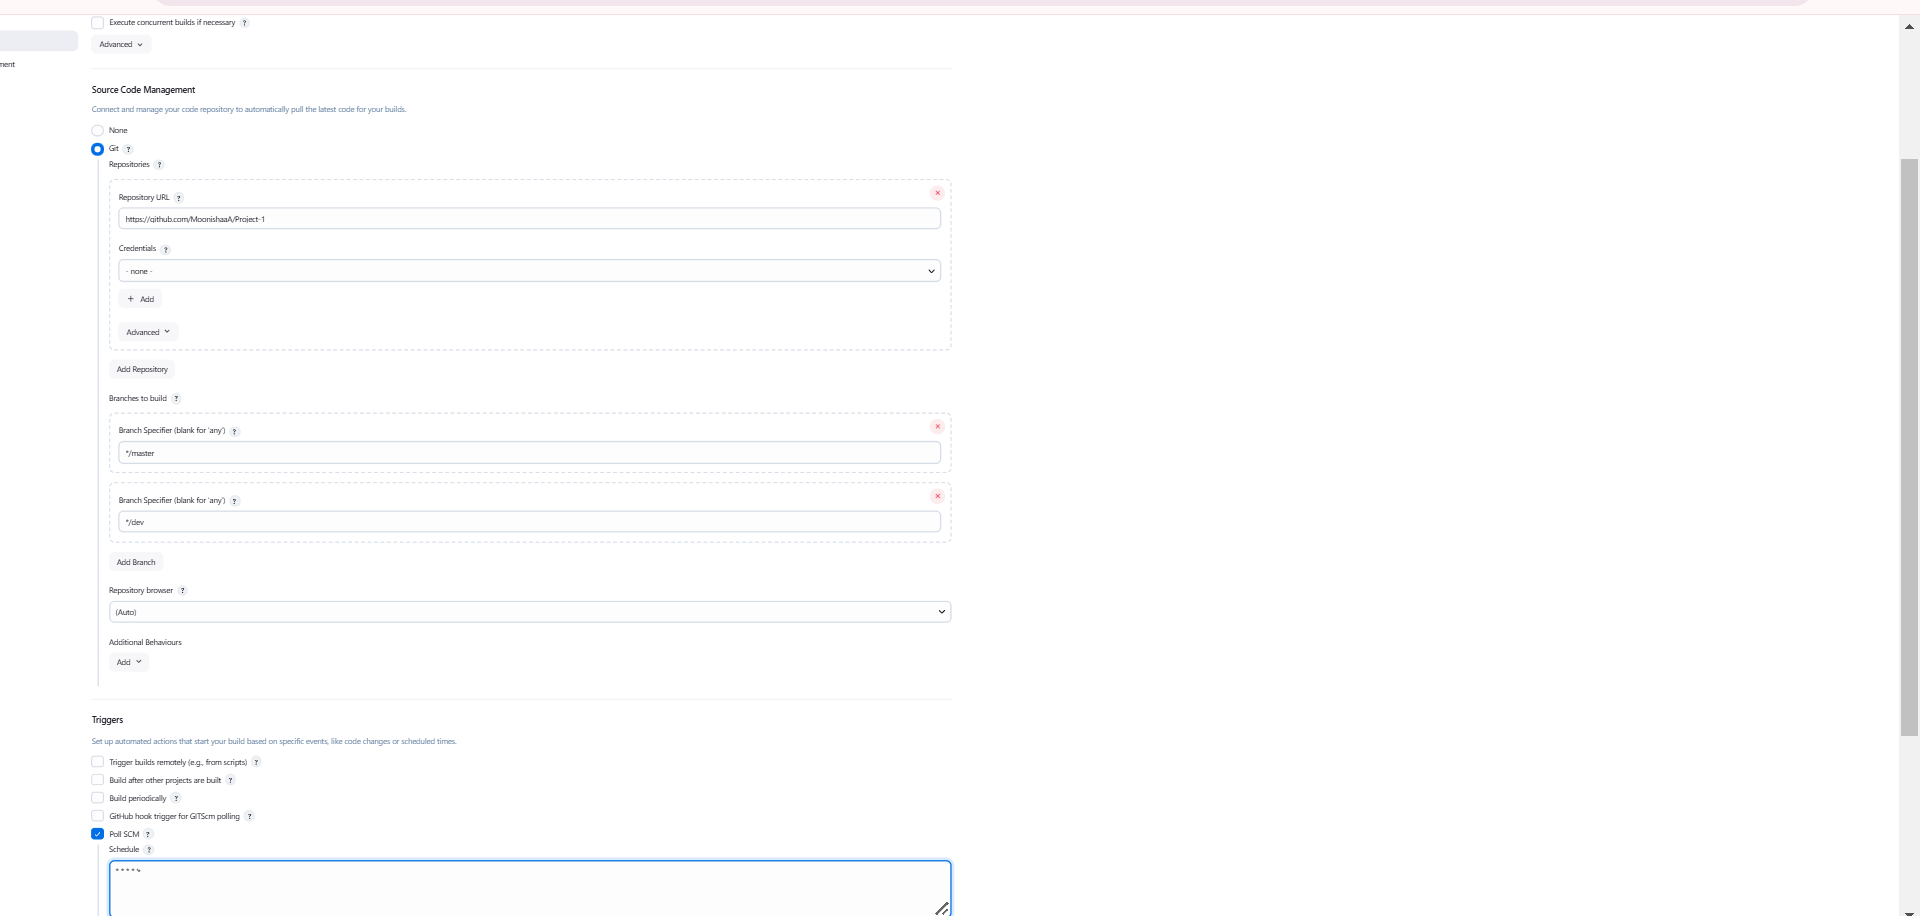 Execute concurrent builds if necessary ?
Advanced
ment
Source Code Management
Connect and manage your code repository to automatically pull the latest code for your builds.
None
Git ?
Repositories ?
Repository URL ?
https://github.com/MoonishaaA/Project-1
Credentials ?
- none -
+ Add
Advanced
Add Repository
Branches to build ?
Branch Specifier (blank for 'any') ?
*/master
Branch Specifier (blank for 'any') ?
*/dev
Add Branch
Repository browser ?
(Auto)
Additional Behaviours
Add
Triggers
Set up automated actions that start your build based on specific events, like code changes or scheduled times.
Trigger builds remotely (e.g., from scripts) ?
Build after other projects are built ?
Build periodically ?
GitHub hook trigger for GITScm polling ?
Poll SCM ?
Schedule ?
* * * * *